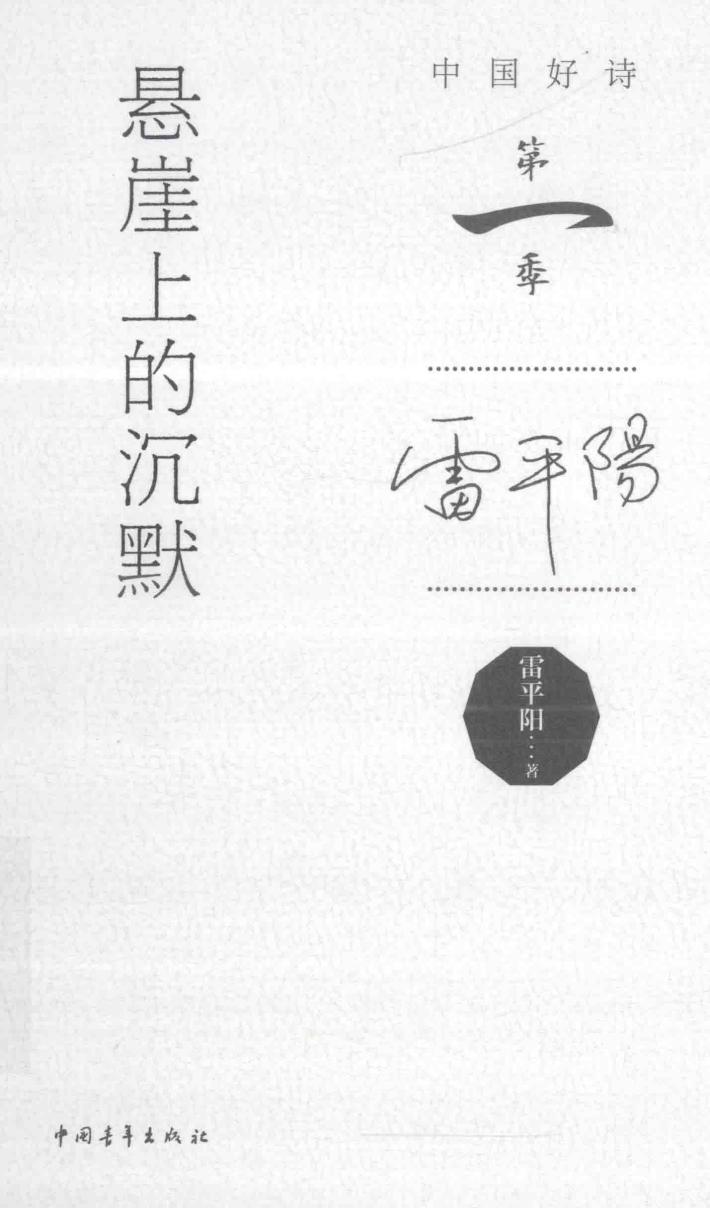 中国好诗
第
一
季
悬崖上的沉默
雷平陽
雷平阳…著
中国青年出版社